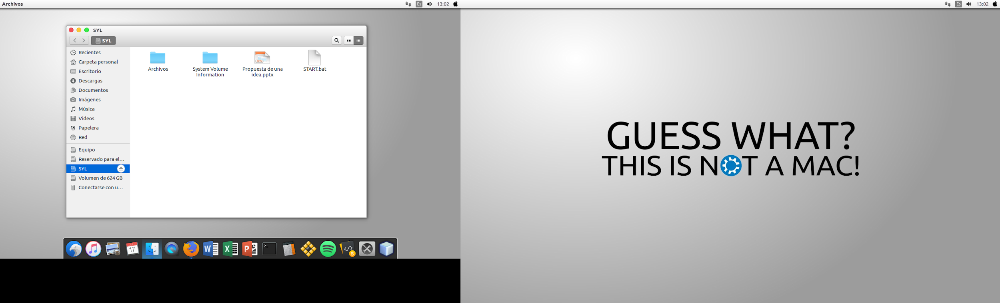 Archivos
Es 13:02
Es 13:02
SYL
SYL
Recientes
Carpeta personal
Escritorio
Descargas
Documentos
Imágenes
Música
Vídeos
Papelera
Red
Equipo
Reservado para el...
SYL
Volumen de 624 GB
Conectarse con u...
Archivos
System Volume
Information
Propuesta de una
idea.pptx
START.bat
PPTX
GUESS WHAT?
THIS IS NOT A MAC!
JUL
17
W
X
P
>_
</>
S